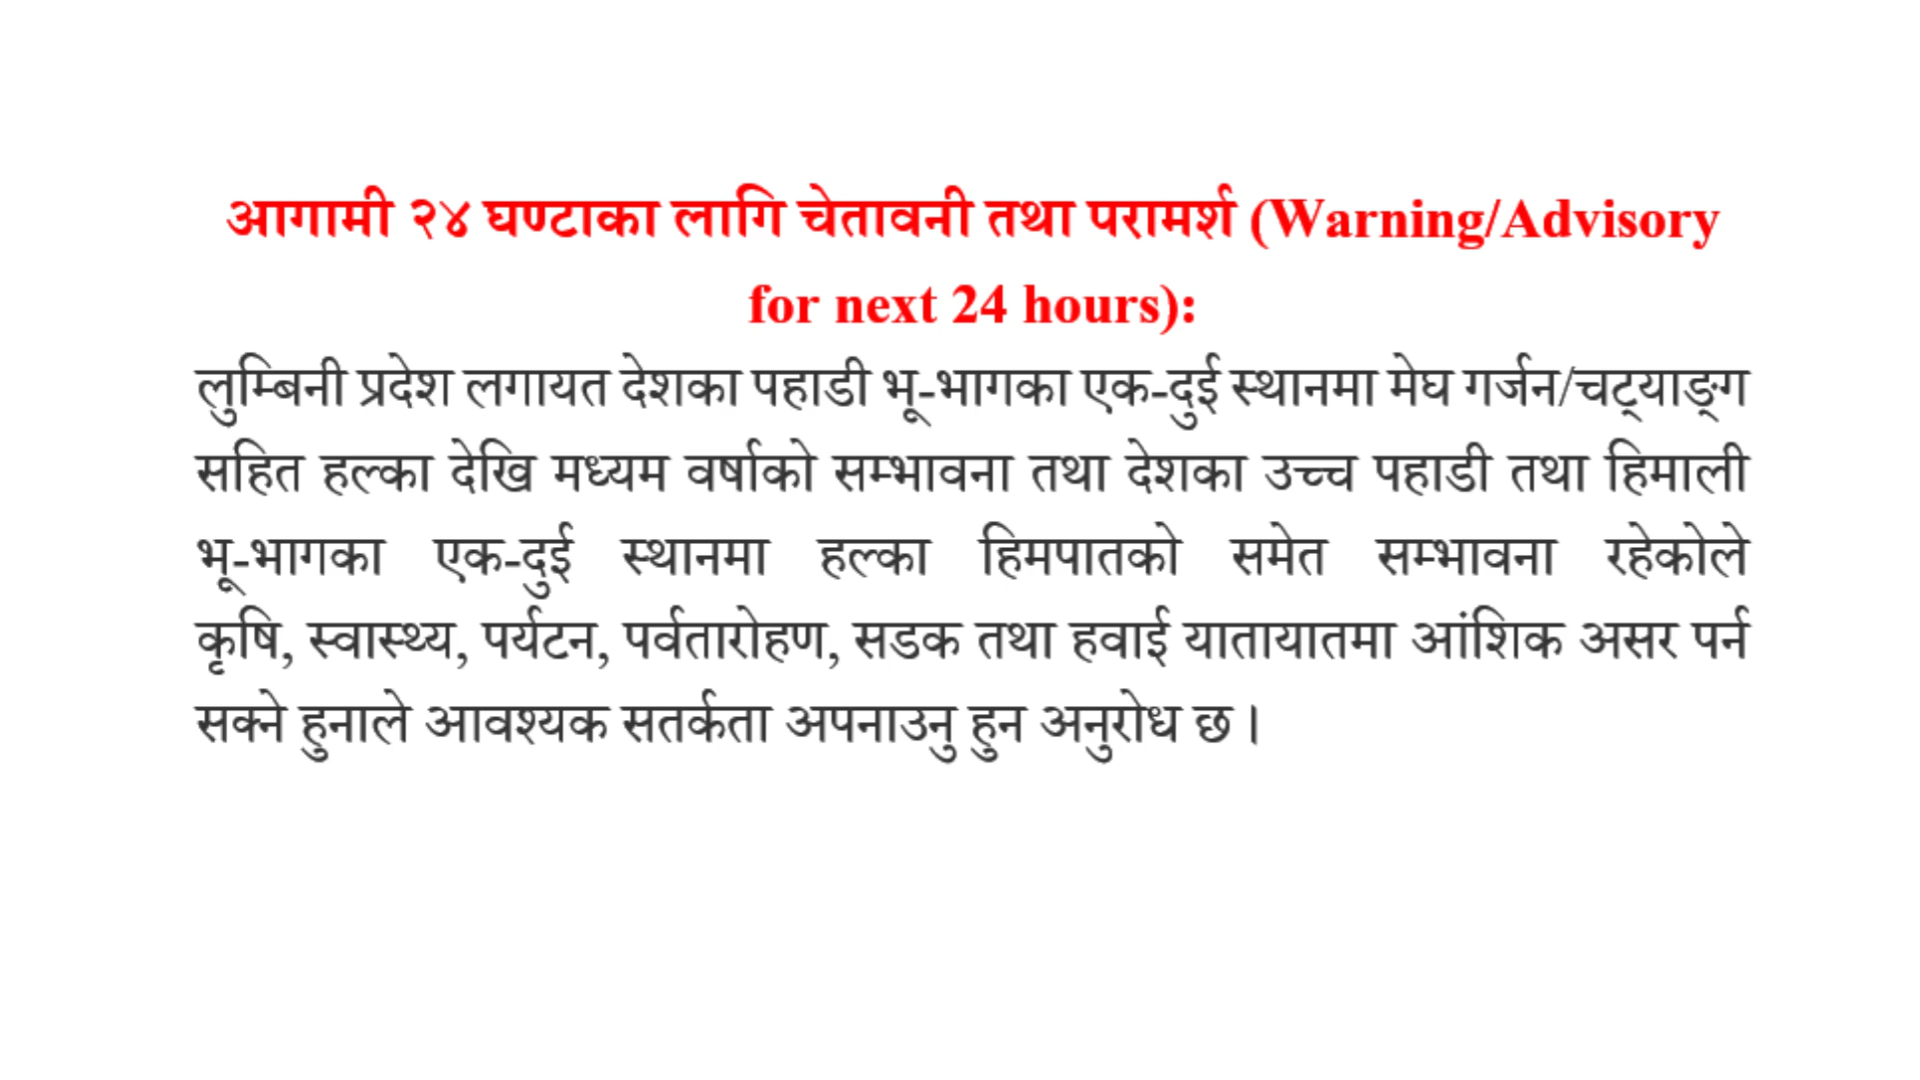 आगामी २४ घण्टाका लागि चेतावनी तथा परामर्श (Warning/Advisory
for next 24 hours):
लुम्बिनी प्रदेश लगायत देशका पहाडी भू-भागका एक-दुई स्थानमा मेघ गर्जन/चट्याङ्ग
सहित हल्का देखि मध्यम वर्षाको सम्भावना तथा देशका उच्च पहाडी तथा हिमाली
भू-भागका एक-दुई स्थानमा हल्का हिमपातको समेत सम्भावना रहेकोले
कृषि, स्वास्थ्य, पर्यटन, पर्वतारोहण, सडक तथा हवाई यातायातमा आंशिक असर पर्न
सक्ने हुनाले आवश्यक सतर्कता अपनाउनु हुन अनुरोध छ।